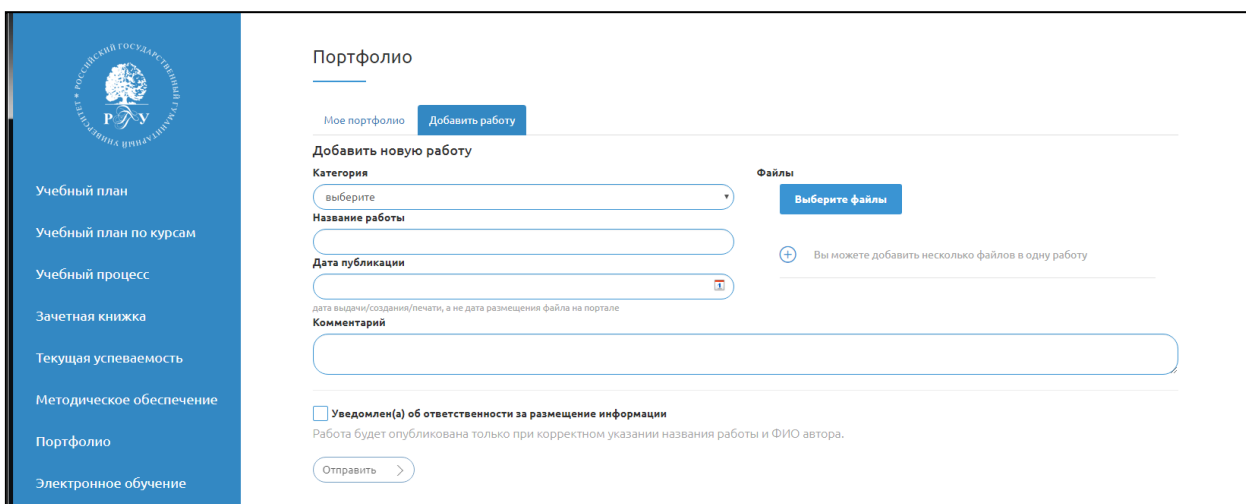 РОССИЙСКИЙ ГОСУДАРСТВЕННЫЙ ГУМАНИТАРНЫЙ УНИВЕРСИТЕТ
РГГУ
Учебный план
Учебный план по курсам
Учебный процесс
Зачетная книжка
Текущая успеваемость
Методическое обеспечение
Портфолио
Электронное обучение
Портфолио
Мое портфолио
Добавить работу
Добавить новую работу
Категория
выберите
Название работы
Дата публикации
1
дата выдачи/создания/печати, а не дата размещения файла на портале
Файлы
Выберите файлы
Вы можете добавить несколько файлов в одну работу
Комментарий
Уведомлен(а) об ответственности за размещение информации
Работа будет опубликована только при корректном указании названия работы и ФИО автора.
Отправить